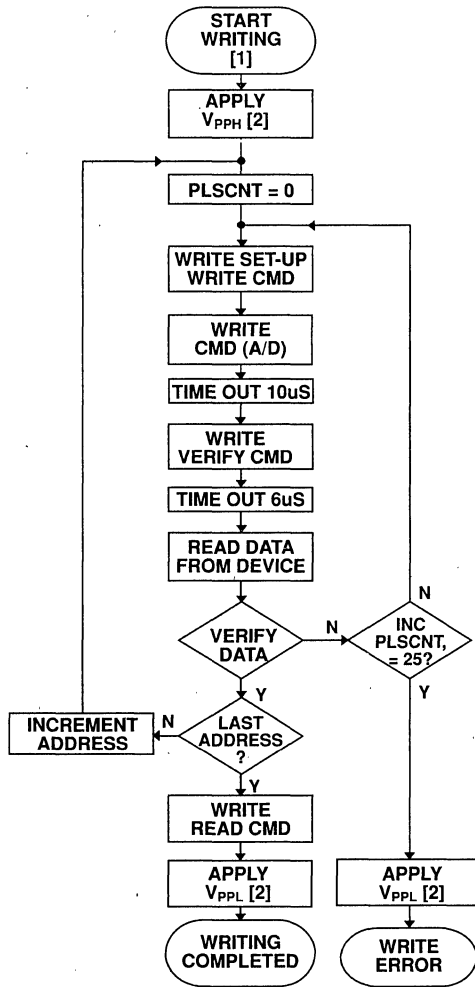 START
WRITING
[1]
APPLY
VPPH [2]
PLSCNT = 0
WRITE SET-UP
WRITE CMD
WRITE
CMD (A/D)
TIME OUT 10uS
WRITE
VERIFY CMD
TIME OUT 6uS
READ DATA
FROM DEVICE
N
VERIFY
DATA
N
INC
PLSCNT,
= 25?
Y
Y
INCREMENT
ADDRESS
N
LAST
ADDRESS
?
Y
WRITE
READ CMD
APPLY
VPPL [2]
APPLY
VPPL [2]
WRITING
COMPLETED
WRITE
ERROR